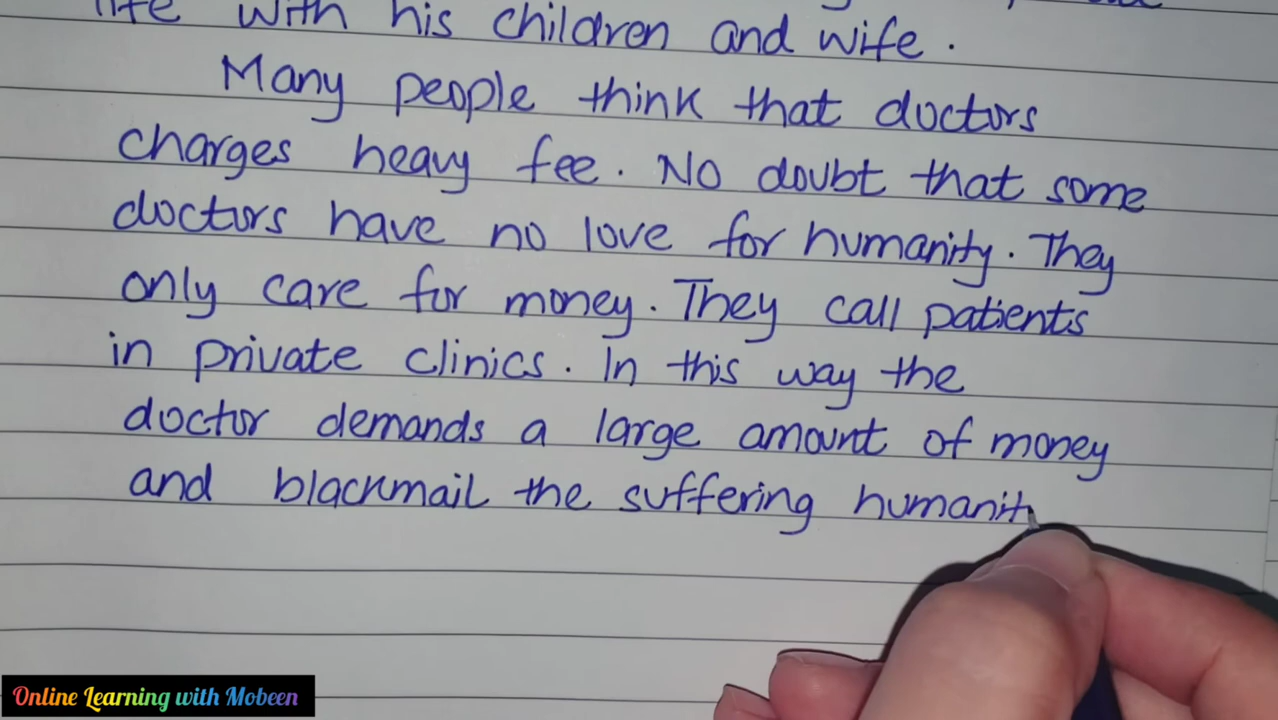 life with his children and wife.
Many people think that doctors
charges heavy fee. No doubt that some
doctors have no love for humanity. They
only care for money. They call patients
in private clinics. In this way the
doctor demands a large amount of money
and blackmail the suffering humanit
Online Learning with Mobeen